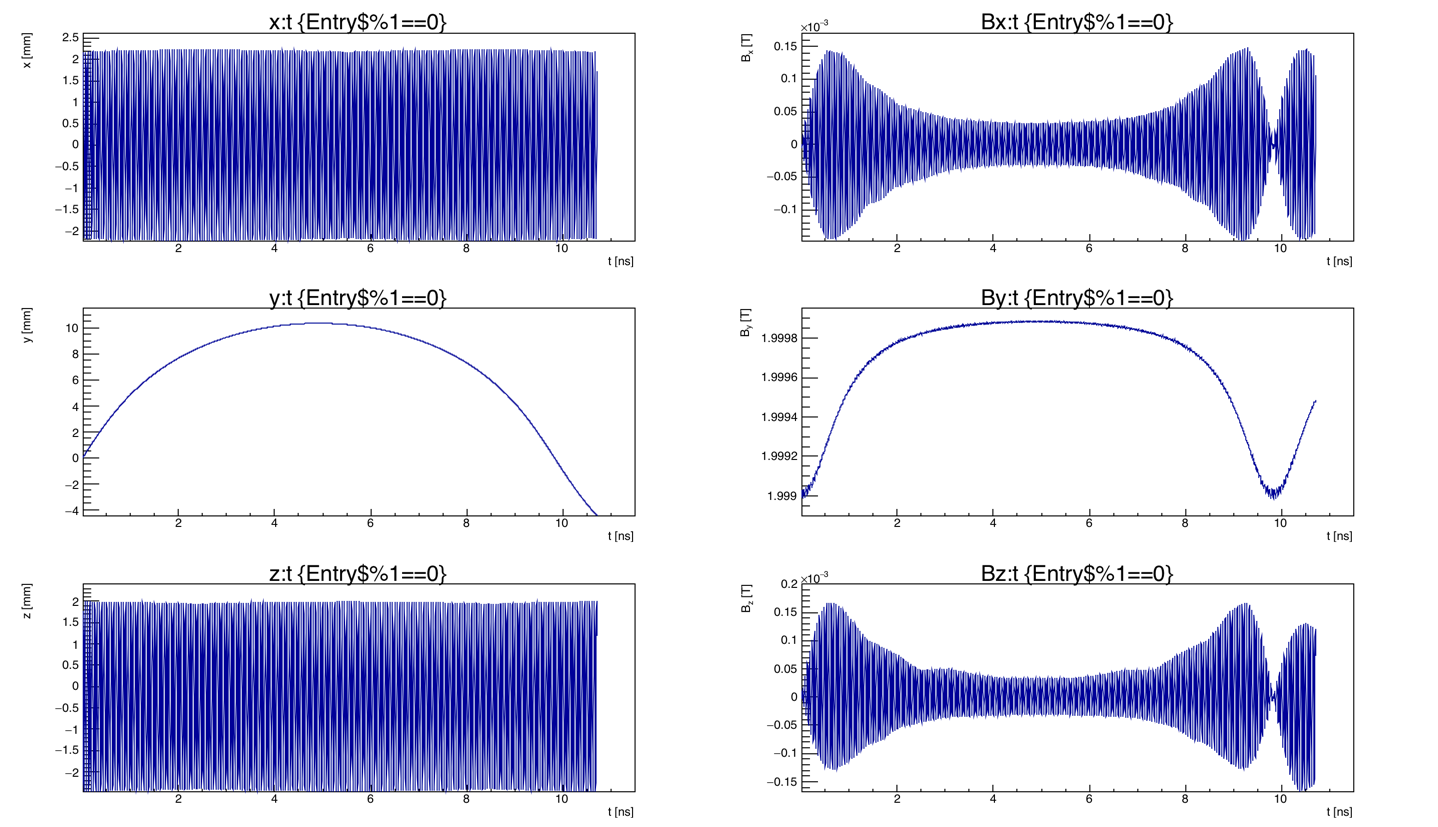 x:t {Entry$%1==0}
x [mm]
2.5
2
1.5
1
0.5
0
−0.5
−1
−1.5
−2
2 4 6 8 10
t [ns]
Bx:t {Entry$%1==0}
×10⁻³
Bₓ [T]
0.15
0.1
0.05
0
−0.05
−0.1
2 4 6 8 10
t [ns]
y:t {Entry$%1==0}
y [mm]
10
8
6
4
2
0
−2
−4
2 4 6 8 10
t [ns]
By:t {Entry$%1==0}
B_y [T]
1.9998
1.9996
1.9994
1.9992
1.999
2 4 6 8 10
t [ns]
z:t {Entry$%1==0}
z [mm]
2
1.5
1
0.5
0
−0.5
−1
−1.5
−2
2 4 6 8 10
t [ns]
Bz:t {Entry$%1==0}
×10⁻³
B_z [T]
0.2
0.15
0.1
0.05
0
−0.05
−0.1
−0.15
2 4 6 8 10
t [ns]